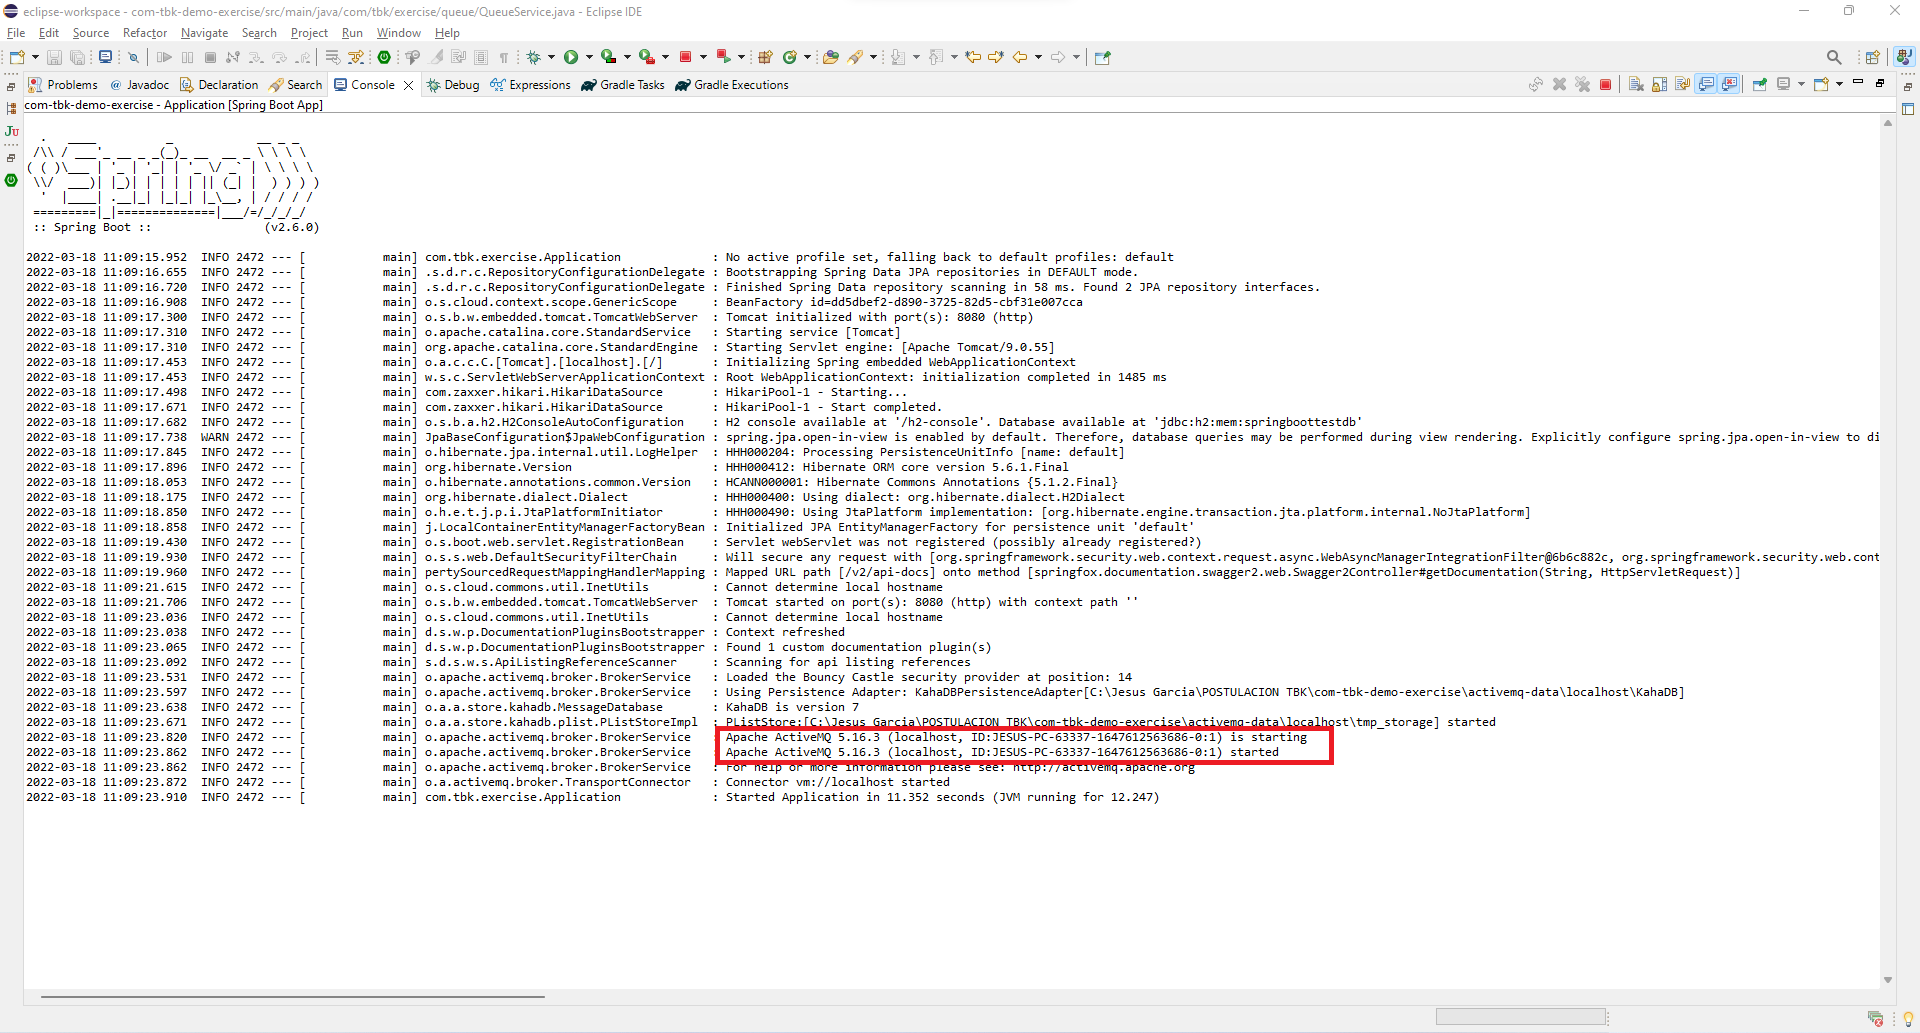 eclipse-workspace - com-tbk-demo-exercise/src/main/java/com/tbk/exercise/queue/QueueService.java - Eclipse IDE
File Edit Source Refactor Navigate Search Project Run Window Help
Problems @ Javadoc Declaration Search Console Debug Expressions Gradle Tasks Gradle Executions
com-tbk-demo-exercise - Application [Spring Boot App]
:: Spring Boot :: (v2.6.0)
2022-03-18 11:09:15.952 INFO 2472 --- [ main] com.tbk.exercise.Application : No active profile set, falling back to default profiles: default
2022-03-18 11:09:16.655 INFO 2472 --- [ main] .s.d.r.c.RepositoryConfigurationDelegate : Bootstrapping Spring Data JPA repositories in DEFAULT mode.
2022-03-18 11:09:16.720 INFO 2472 --- [ main] .s.d.r.c.RepositoryConfigurationDelegate : Finished Spring Data repository scanning in 58 ms. Found 2 JPA repository interfaces.
2022-03-18 11:09:16.908 INFO 2472 --- [ main] o.s.cloud.context.scope.GenericScope : BeanFactory id=dd5dbef2-d890-3725-82d5-cbf31e007cca
2022-03-18 11:09:17.300 INFO 2472 --- [ main] o.s.b.w.embedded.tomcat.TomcatWebServer : Tomcat initialized with port(s): 8080 (http)
2022-03-18 11:09:17.310 INFO 2472 --- [ main] o.apache.catalina.core.StandardService : Starting service [Tomcat]
2022-03-18 11:09:17.310 INFO 2472 --- [ main] org.apache.catalina.core.StandardEngine : Starting Servlet engine: [Apache Tomcat/9.0.55]
2022-03-18 11:09:17.453 INFO 2472 --- [ main] o.a.c.c.C.[Tomcat].[localhost].[/] : Initializing Spring embedded WebApplicationContext
2022-03-18 11:09:17.453 INFO 2472 --- [ main] w.s.c.ServletWebServerApplicationContext : Root WebApplicationContext: initialization completed in 1485 ms
2022-03-18 11:09:17.498 INFO 2472 --- [ main] com.zaxxer.hikari.HikariDataSource : HikariPool-1 - Starting...
2022-03-18 11:09:17.671 INFO 2472 --- [ main] com.zaxxer.hikari.HikariDataSource : HikariPool-1 - Start completed.
2022-03-18 11:09:17.682 INFO 2472 --- [ main] o.s.b.a.h2.H2ConsoleAutoConfiguration : H2 console available at '/h2-console'. Database available at 'jdbc:h2:mem:springboottestdb'
2022-03-18 11:09:17.738 WARN 2472 --- [ main] JpaBaseConfiguration$JpaWebConfiguration : spring.jpa.open-in-view is enabled by default. Therefore, database queries may be performed during view rendering. Explicitly configure spring.jpa.open-in-view to di
2022-03-18 11:09:17.845 INFO 2472 --- [ main] o.hibernate.jpa.internal.util.LogHelper : HHH000204: Processing PersistenceUnitInfo [name: default]
2022-03-18 11:09:17.896 INFO 2472 --- [ main] org.hibernate.Version : HHH000412: Hibernate ORM core version 5.6.1.Final
2022-03-18 11:09:18.053 INFO 2472 --- [ main] o.hibernate.annotations.common.Version : HCANN000001: Hibernate Commons Annotations {5.1.2.Final}
2022-03-18 11:09:18.175 INFO 2472 --- [ main] org.hibernate.dialect.Dialect : HHH000400: Using dialect: org.hibernate.dialect.H2Dialect
2022-03-18 11:09:18.850 INFO 2472 --- [ main] o.h.e.t.j.p.i.JtaPlatformInitiator : HHH000490: Using JtaPlatform implementation: [org.hibernate.engine.transaction.jta.platform.internal.NoJtaPlatform]
2022-03-18 11:09:18.858 INFO 2472 --- [ main] j.LocalContainerEntityManagerFactoryBean : Initialized JPA EntityManagerFactory for persistence unit 'default'
2022-03-18 11:09:19.430 INFO 2472 --- [ main] o.s.boot.web.servlet.RegistrationBean : Servlet webServlet was not registered (possibly already registered?)
2022-03-18 11:09:19.930 INFO 2472 --- [ main] o.s.s.web.DefaultSecurityFilterChain : Will secure any request with [org.springframework.security.web.context.request.async.WebAsyncManagerIntegrationFilter@6b6c882c, org.springframework.security.web.cont
2022-03-18 11:09:19.960 INFO 2472 --- [ main] pertySourcedRequestMappingHandlerMapping : Mapped URL path [/v2/api-docs] onto method [springfox.documentation.swagger2.web.Swagger2Controller#getDocumentation(String, HttpServletRequest)]
2022-03-18 11:09:21.615 INFO 2472 --- [ main] o.s.cloud.commons.util.InetUtils : Cannot determine local hostname
2022-03-18 11:09:21.706 INFO 2472 --- [ main] o.s.b.w.embedded.tomcat.TomcatWebServer : Tomcat started on port(s): 8080 (http) with context path ''
2022-03-18 11:09:23.036 INFO 2472 --- [ main] o.s.cloud.commons.util.InetUtils : Cannot determine local hostname
2022-03-18 11:09:23.038 INFO 2472 --- [ main] d.s.w.p.DocumentationPluginsBootstrapper : Context refreshed
2022-03-18 11:09:23.065 INFO 2472 --- [ main] d.s.w.p.DocumentationPluginsBootstrapper : Found 1 custom documentation plugin(s)
2022-03-18 11:09:23.092 INFO 2472 --- [ main] s.d.s.w.s.ApiListingReferenceScanner : Scanning for api listing references
2022-03-18 11:09:23.531 INFO 2472 --- [ main] o.apache.activemq.broker.BrokerService : Loaded the Bouncy Castle security provider at position: 14
2022-03-18 11:09:23.597 INFO 2472 --- [ main] o.apache.activemq.broker.BrokerService : Using Persistence Adapter: KahaDBPersistenceAdapter[C:\Jesus Garcia\POSTULACION TBK\com-tbk-demo-exercise\activemq-data\localhost\KahaDB]
2022-03-18 11:09:23.638 INFO 2472 --- [ main] o.a.a.store.kahadb.MessageDatabase : KahaDB is version 7
2022-03-18 11:09:23.671 INFO 2472 --- [ main] o.a.a.store.kahadb.plist.PListStoreImpl : PListStore:[C:\Jesus Garcia\POSTULACION TBK\com-tbk-demo-exercise\activemq-data\localhost\tmp_storage] started
2022-03-18 11:09:23.820 INFO 2472 --- [ main] o.apache.activemq.broker.BrokerService : Apache ActiveMQ 5.16.3 (localhost, ID:JESUS-PC-63337-1647612563686-0:1) is starting
2022-03-18 11:09:23.862 INFO 2472 --- [ main] o.apache.activemq.broker.BrokerService : Apache ActiveMQ 5.16.3 (localhost, ID:JESUS-PC-63337-1647612563686-0:1) started
2022-03-18 11:09:23.862 INFO 2472 --- [ main] o.apache.activemq.broker.BrokerService : For help or more information please see: http://activemq.apache.org
2022-03-18 11:09:23.872 INFO 2472 --- [ main] o.a.activemq.broker.TransportConnector : Connector vm://localhost started
2022-03-18 11:09:23.910 INFO 2472 --- [ main] com.tbk.exercise.Application : Started Application in 11.352 seconds (JVM running for 12.247)